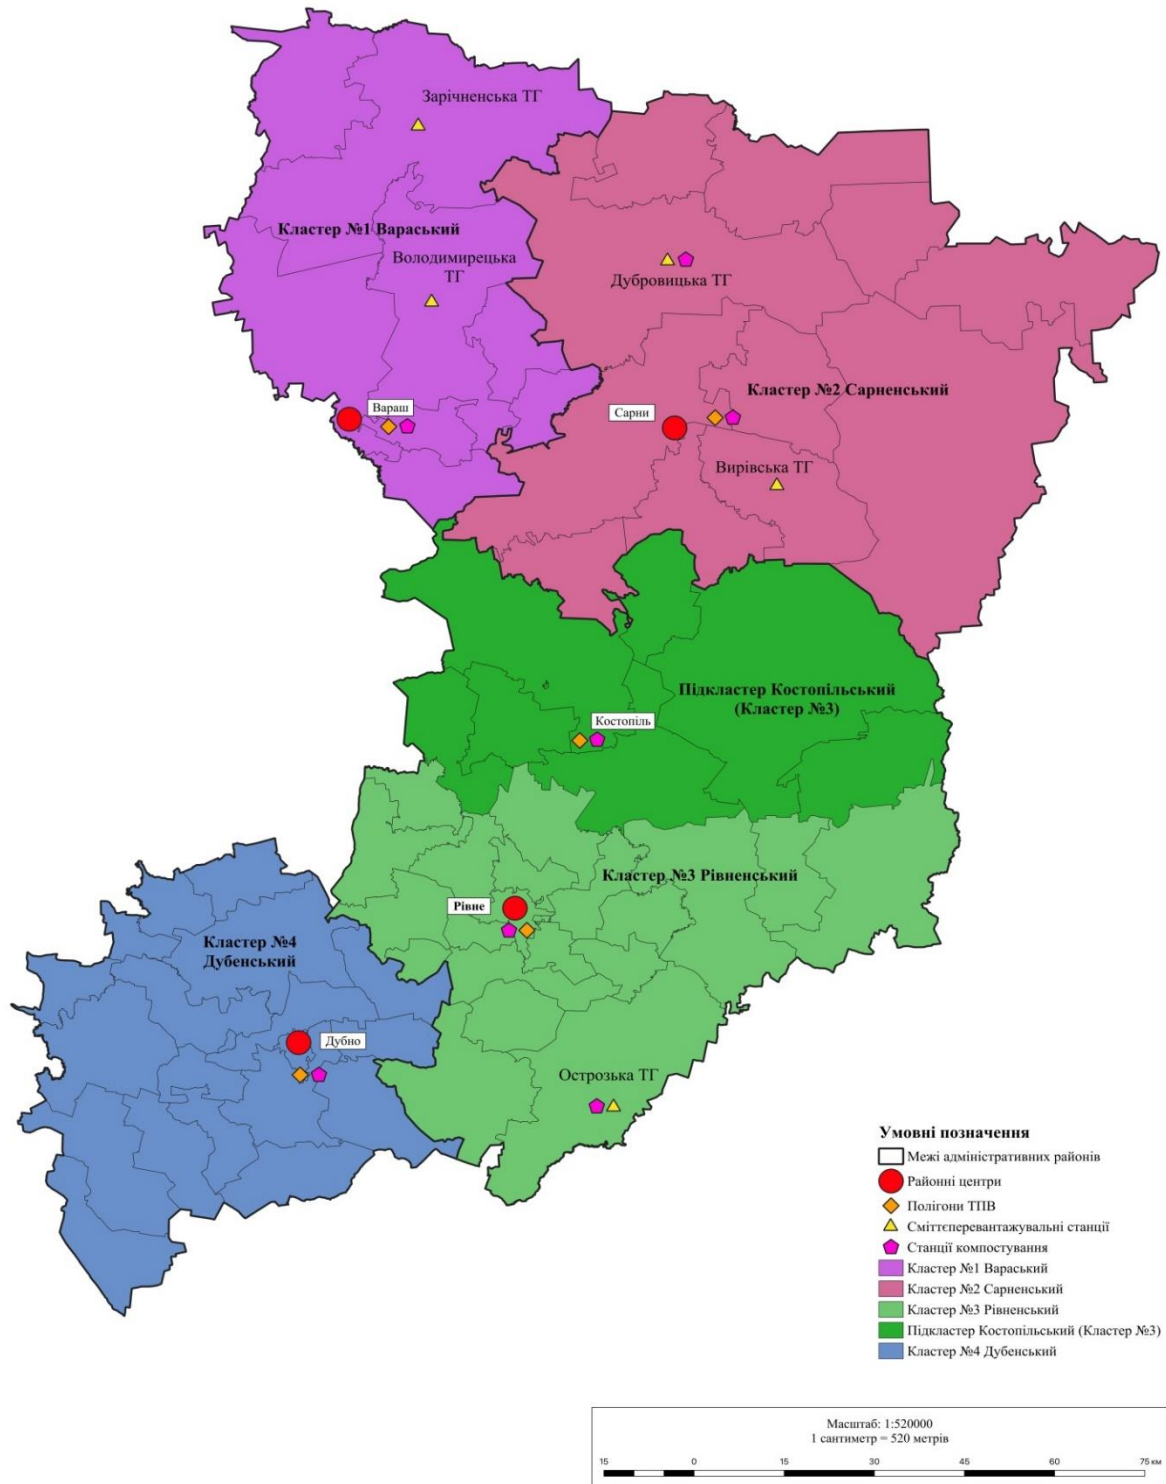 Зарічненська ТГ
Кластер №1 Вараський
Володимирецька
ТГ
Дубровицька ТГ
Кластер №2 Сарненський
Вараш
Сарни
Вирівська ТГ
Підкластер Костопільський
(Кластер №3)
Костопіль
Кластер №3 Рівненський
Рівне
Кластер №4
Дубенський
Дубно
Острозька ТГ
Умовні позначення
Межі адміністративних районів
Районні центри
Полігони ТПВ
Сміттєперевантажувальні станції
Станції компостування
Кластер №1 Вараський
Кластер №2 Сарненський
Кластер №3 Рівненський
Підкластер Костопільський (Кластер №3)
Кластер №4 Дубенський
Масштаб: 1:520000
1 сантиметр = 520 метрів
15 0 15 30 45 60 75 км